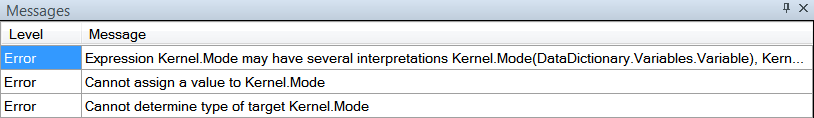 Messages
Level Message
Error Expression Kernel.Mode may have several interpretations Kernel.Mode(DataDictionary.Variables.Variable), Kern...
Error Cannot assign a value to Kernel.Mode
Error Cannot determine type of target Kernel.Mode